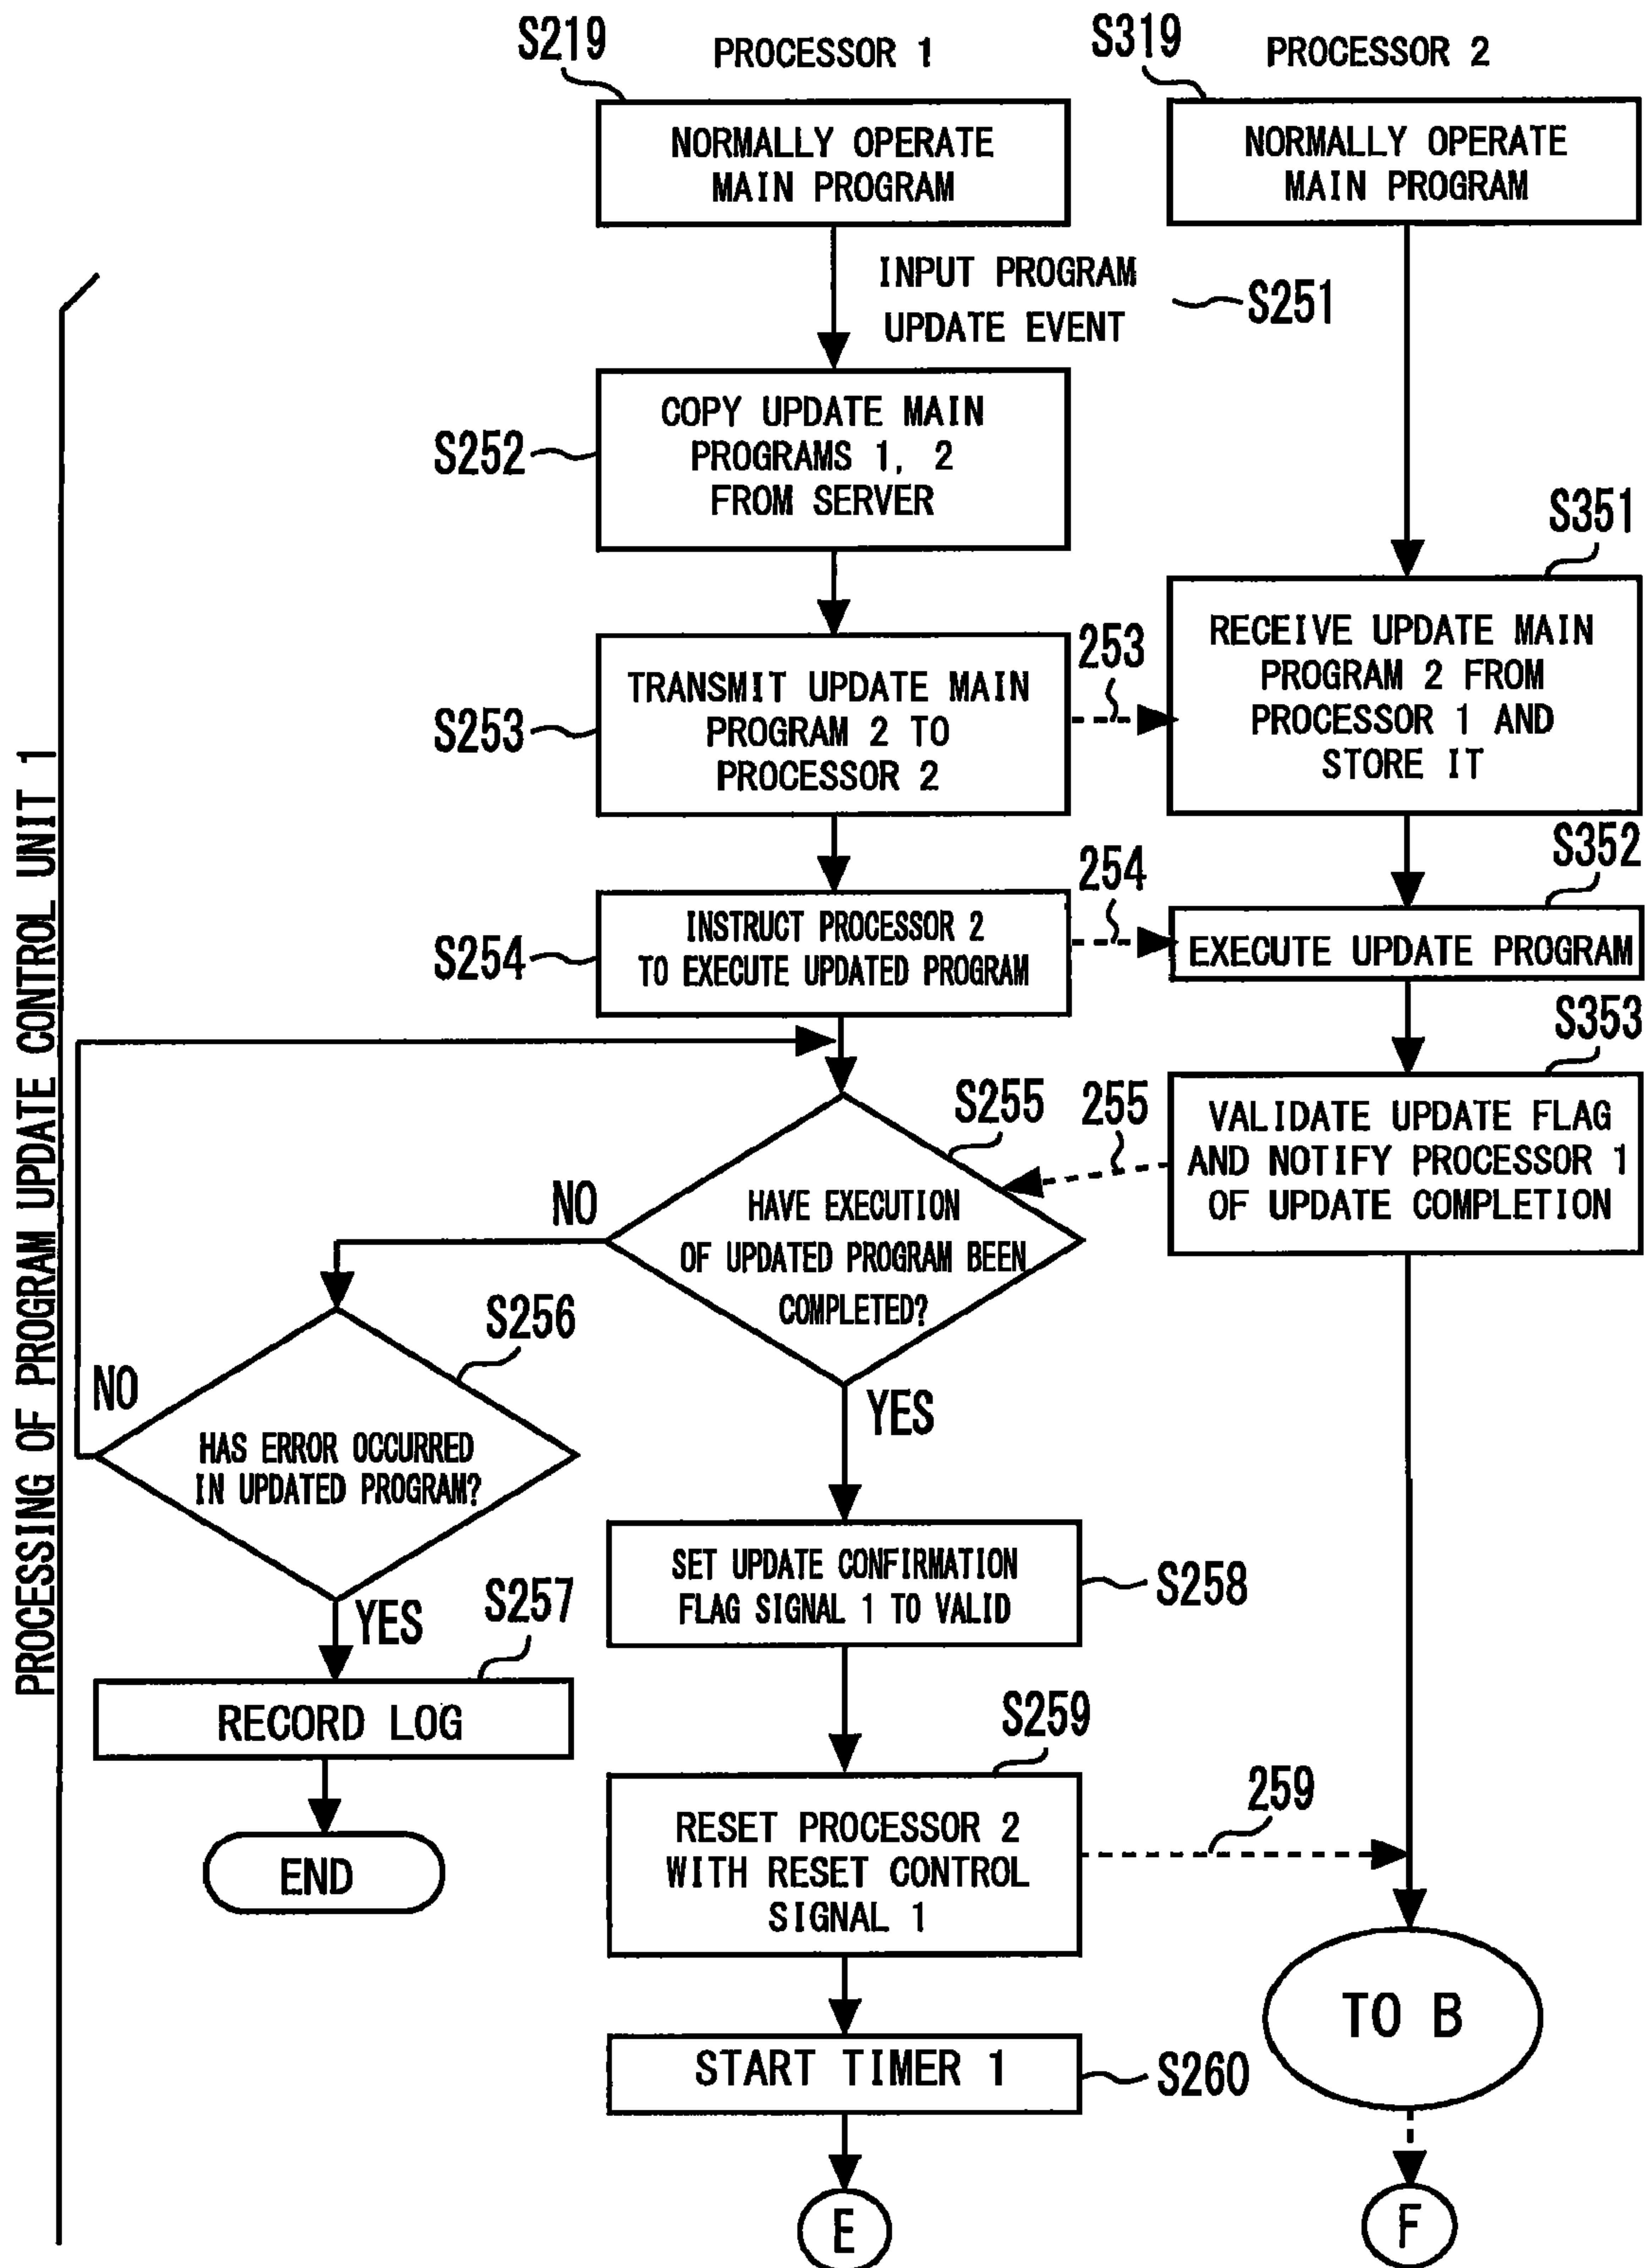 S219
PROCESSOR 1
S319
PROCESSOR 2
NORMALLY OPERATE
MAIN PROGRAM
NORMALLY OPERATE
MAIN PROGRAM
INPUT PROGRAM
UPDATE EVENT
S251
S252
COPY UPDATE MAIN
PROGRAMS 1, 2
FROM SERVER
S351
S253
TRANSMIT UPDATE MAIN
PROGRAM 2 TO
PROCESSOR 2
253
RECEIVE UPDATE MAIN
PROGRAM 2 FROM
PROCESSOR 1 AND
STORE IT
S352
S254
INSTRUCT PROCESSOR 2
TO EXECUTE UPDATED PROGRAM
254
EXECUTE UPDATE PROGRAM
S353
S255
255
VALIDATE UPDATE FLAG
AND NOTIFY PROCESSOR 1
OF UPDATE COMPLETION
HAVE EXECUTION
OF UPDATED PROGRAM BEEN
COMPLETED?
NO
YES
S256
HAS ERROR OCCURRED
IN UPDATED PROGRAM?
NO
YES
S257
RECORD LOG
END
SET UPDATE CONFIRMATION
FLAG SIGNAL 1 TO VALID
S258
S259
RESET PROCESSOR 2
WITH RESET CONTROL
SIGNAL 1
259
TO B
START TIMER 1
S260
E
F
PROCESSING OF PROGRAM UPDATE CONTROL UNIT 1